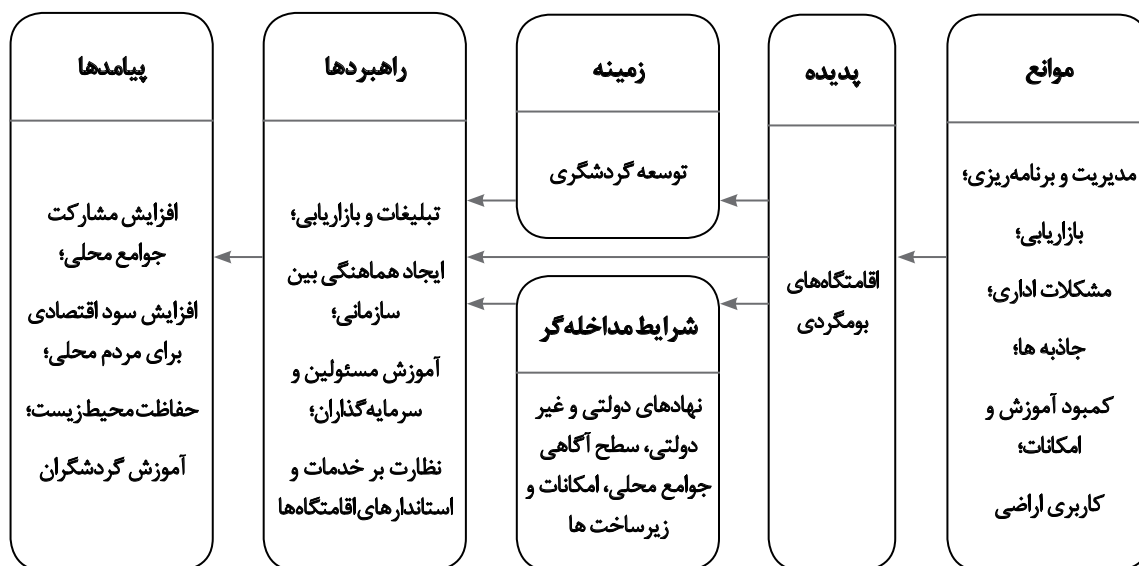 موانع
مدیریت و برنامه‌ریزی؛
بازاریابی؛
مشکلات اداری؛
جاذبه ها؛
کمبود آموزش و
امکانات؛
کاربری اراضی
پدیده
اقامتگاه‌های
بومگردی
زمینه
توسعه گردشگری
شرایط مداخله‌گر
نهادهای دولتی و غیر
دولتی، سطح آگاهی
جوامع محلی، امکانات و
زیرساخت ها
راهبردها
تبلیغات و بازاریابی؛
ایجاد هماهنگی بین
سازمانی؛
آموزش مسئولین و
سرمایه‌گذاران؛
نظارت بر خدمات و
استاندارهای اقامتگاه‌ها
پیامدها
افزایش مشارکت
جوامع محلی؛
افزایش سود اقتصادی
برای مردم محلی؛
حفاظت محیط‌زیست؛
آموزش گردشگران